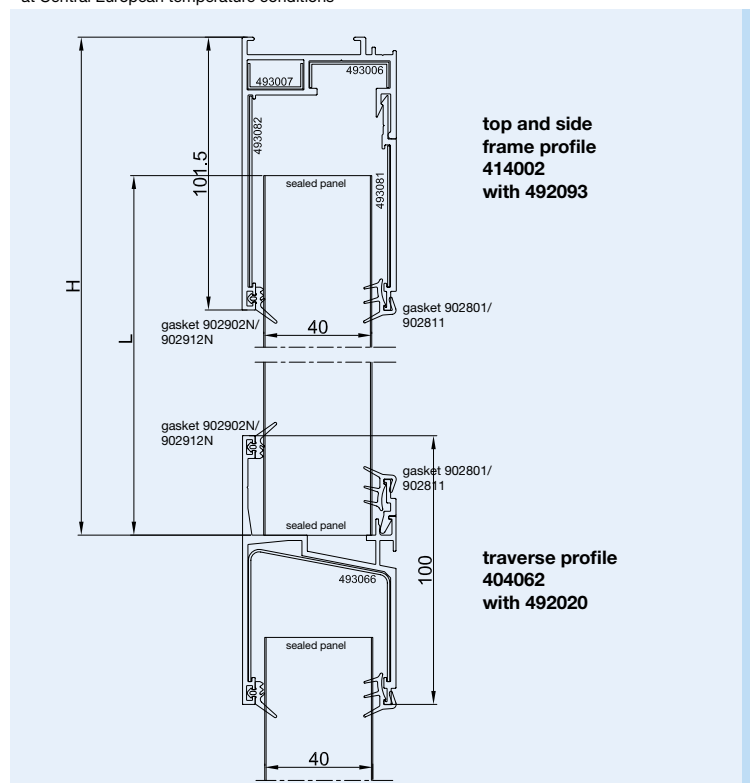 at Central European temperature conditions
493006
493007
493082
101.5
493081
sealed panel
top and side
frame profile
414002
with 492093
H
L
gasket 902902N/
902912N
40
gasket 902801/
902811
gasket 902902N/
902912N
gasket 902801/
902811
sealed panel
100
493066
traverse profile
404062
with 492020
sealed panel
40